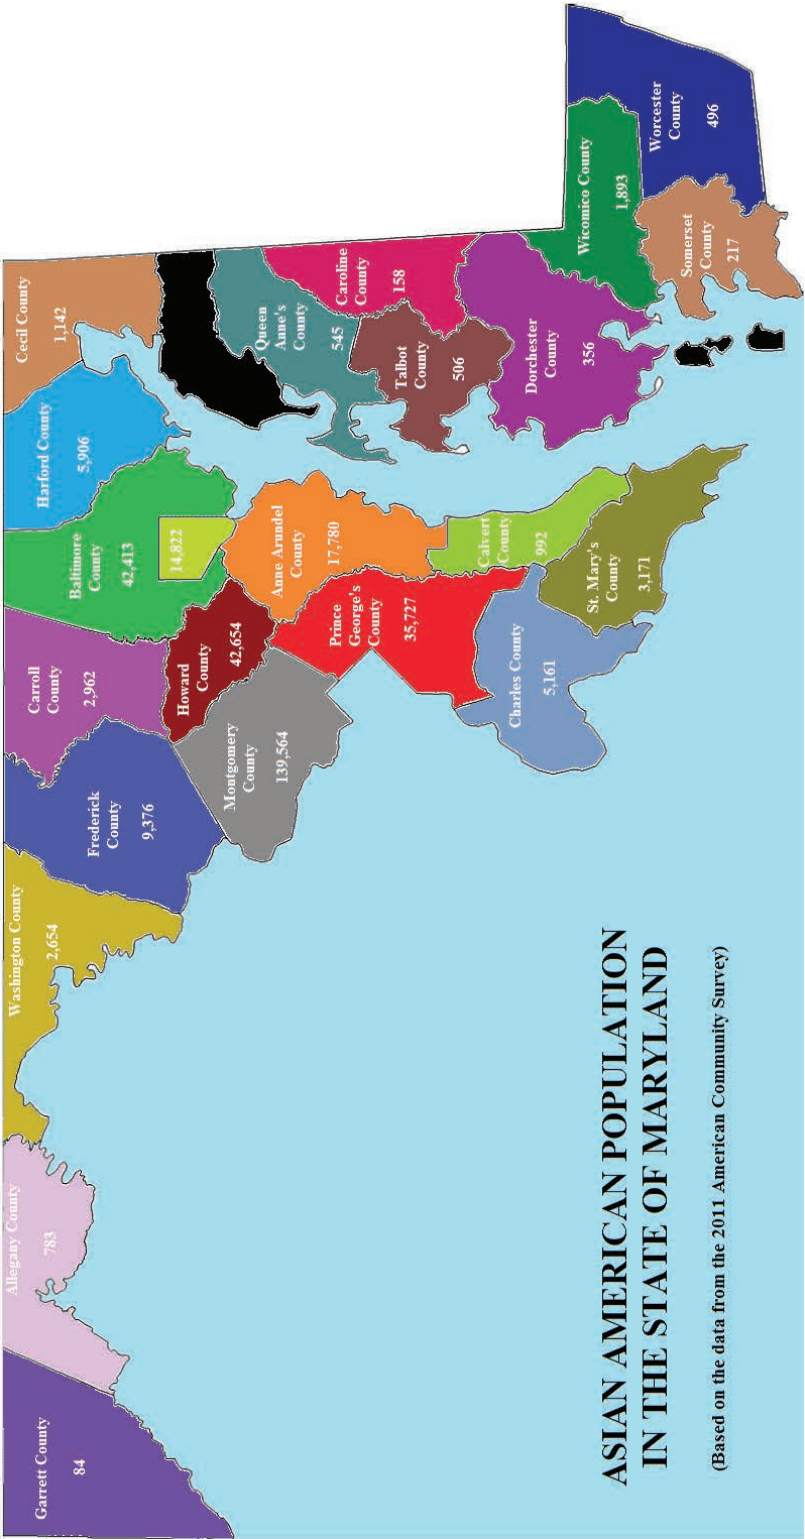 Garrett County
84
Allegany County
783
Washington County
2,654
Frederick
County
9,376
Carroll
County
2,962
Baltimore
County
42,413
14,822
Harford County
5,906
Cecil County
1,142
Howard
County
42,654
Montgomery
County
139,564
Anne Arundel
County
17,780
Prince
George's
County
35,727
Calvert
County
992
Charles County
5,161
St. Mary's
County
3,171
Queen
Anne's
County
545
Caroline
County
158
Talbot
County
506
Dorchester
County
356
Wicomico County
1,893
Worcester
County
496
Somerset
County
217
ASIAN AMERICAN POPULATION
IN THE STATE OF MARYLAND
(Based on the data from the 2011 American Community Survey)